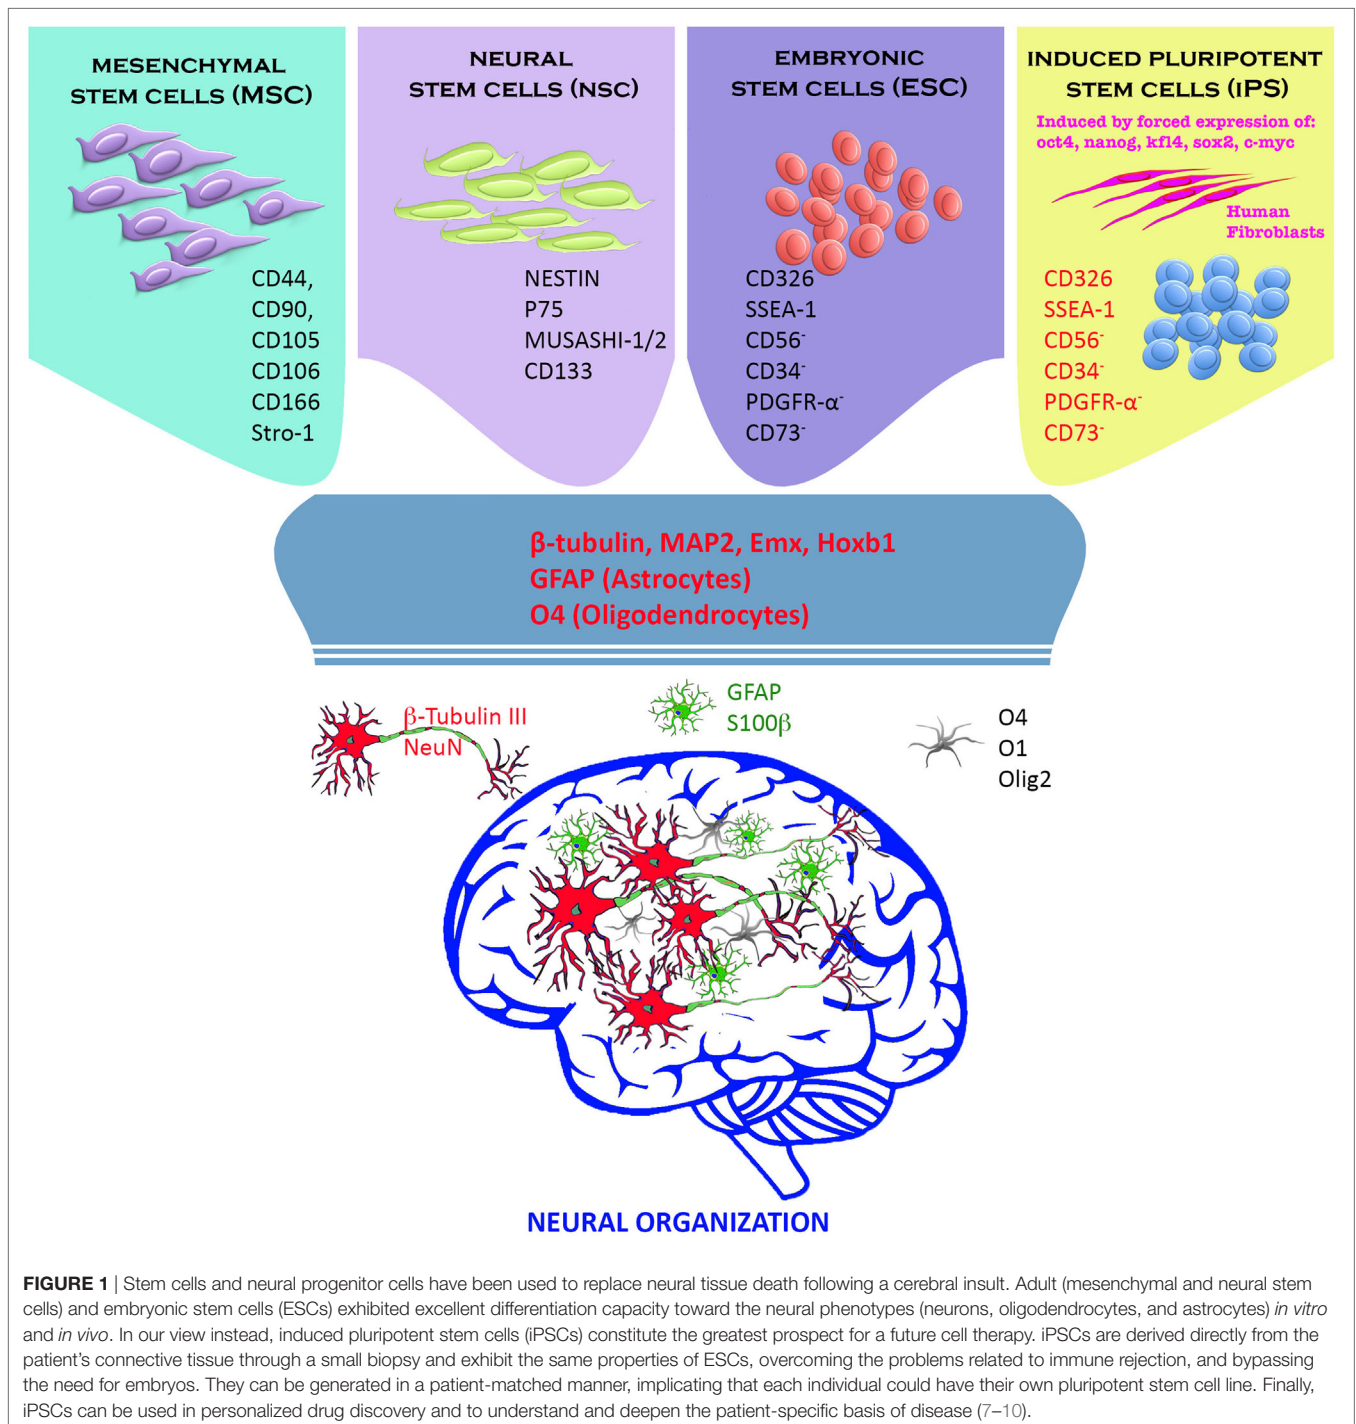 MESENCHYMAL
STEM CELLS (MSC)
NEURAL
STEM CELLS (NSC)
EMBRYONIC
STEM CELLS (ESC)
INDUCED PLURIPOTENT
STEM CELLS (iPS)
Induced by forced expression of:
oct4, nanog, kfl4, sox2, c-myc
Human
Fibroblasts
CD44,
CD90,
CD105
CD106
CD166
Stro-1
NESTIN
P75
MUSASHI-1/2
CD133
CD326
SSEA-1
CD56⁻
CD34⁻
PDGFR-α⁻
CD73⁻
CD326
SSEA-1
CD56⁻
CD34⁻
PDGFR-α⁻
CD73⁻
β-tubulin, MAP2, Emx, Hoxb1
GFAP (Astrocytes)
O4 (Oligodendrocytes)
β-Tubulin III
NeuN
GFAP
S100β
O4
O1
Olig2
NEURAL ORGANIZATION
FIGURE 1 | Stem cells and neural progenitor cells have been used to replace neural tissue death following a cerebral insult. Adult (mesenchymal and neural stem
cells) and embryonic stem cells (ESCs) exhibited excellent differentiation capacity toward the neural phenotypes (neurons, oligodendrocytes, and astrocytes) in vitro
and in vivo. In our view instead, induced pluripotent stem cells (iPSCs) constitute the greatest prospect for a future cell therapy. iPSCs are derived directly from the
patient's connective tissue through a small biopsy and exhibit the same properties of ESCs, overcoming the problems related to immune rejection, and bypassing
the need for embryos. They can be generated in a patient-matched manner, implicating that each individual could have their own pluripotent stem cell line. Finally,
iPSCs can be used in personalized drug discovery and to understand and deepen the patient-specific basis of disease (7–10).